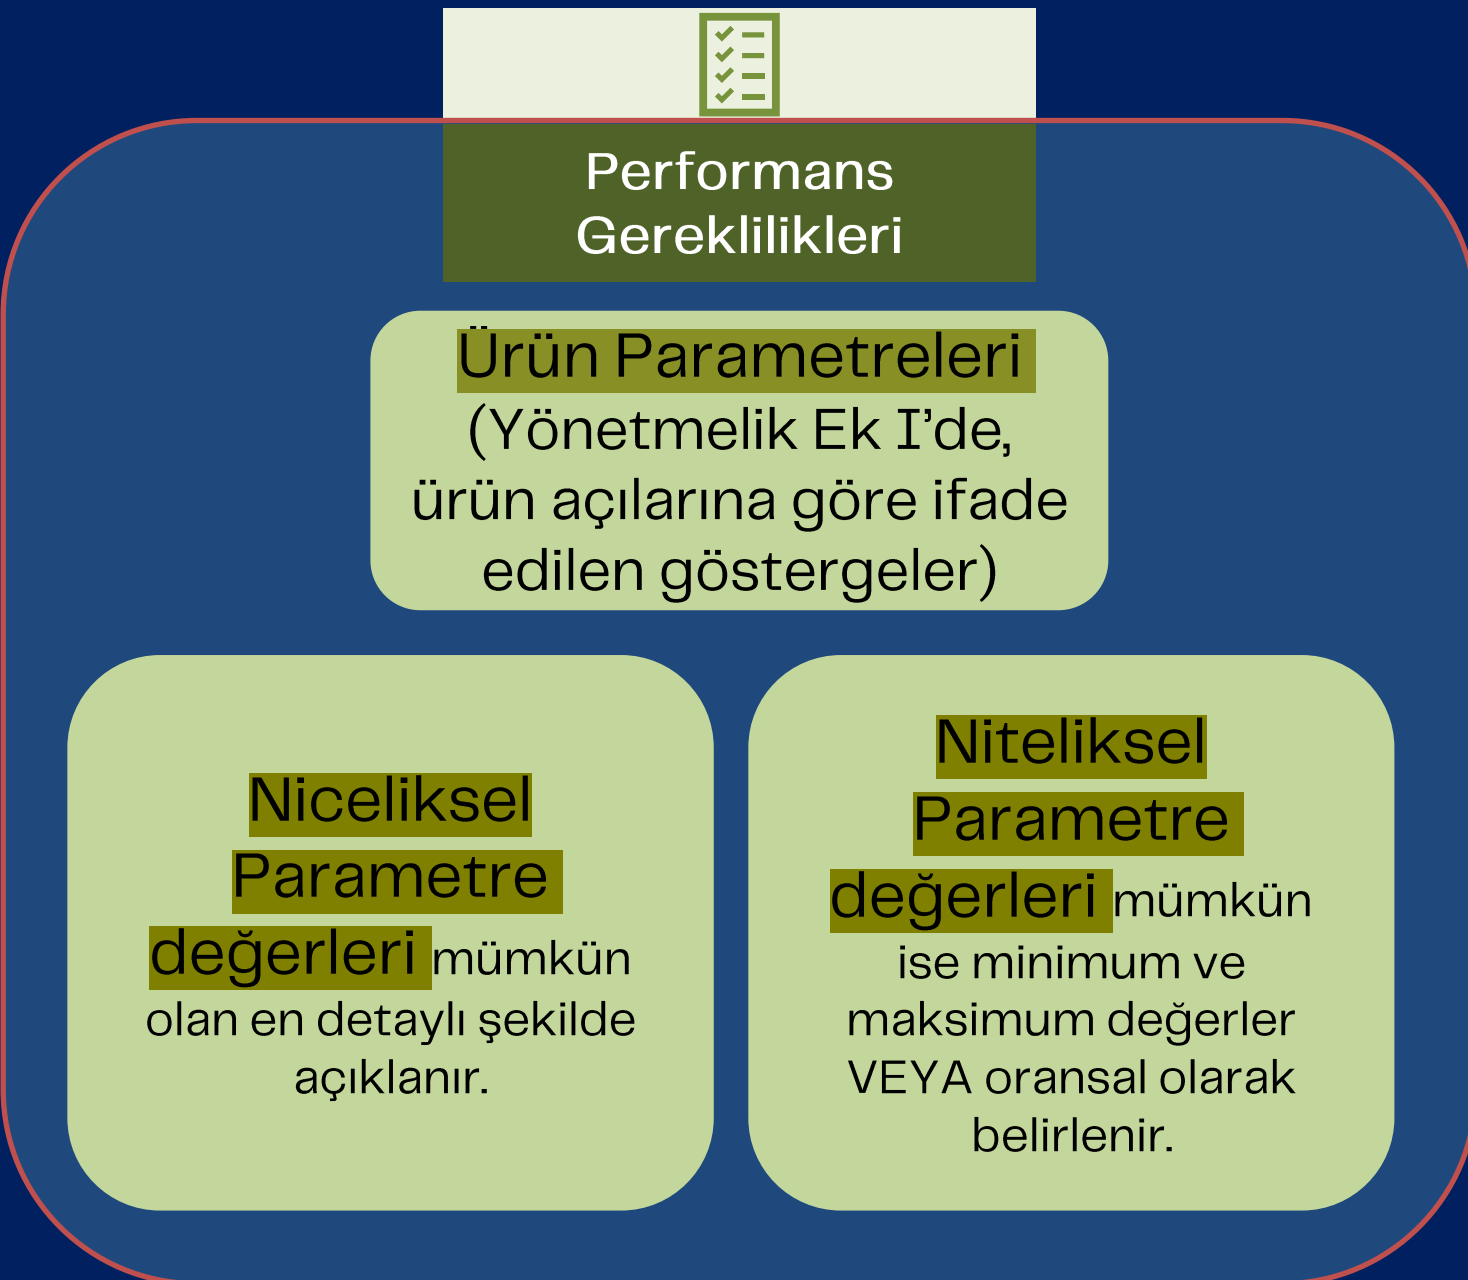 Performans
Gereklilikleri
Ürün Parametreleri
(Yönetmelik Ek I’de,
ürün açılarına göre ifade
edilen göstergeler)
Niceliksel
Parametre
değerleri mümkün
olan en detaylı şekilde
açıklanır.
Niteliksel
Parametre
değerleri mümkün
ise minimum ve
maksimum değerler
VEYA oransal olarak
belirlenir.